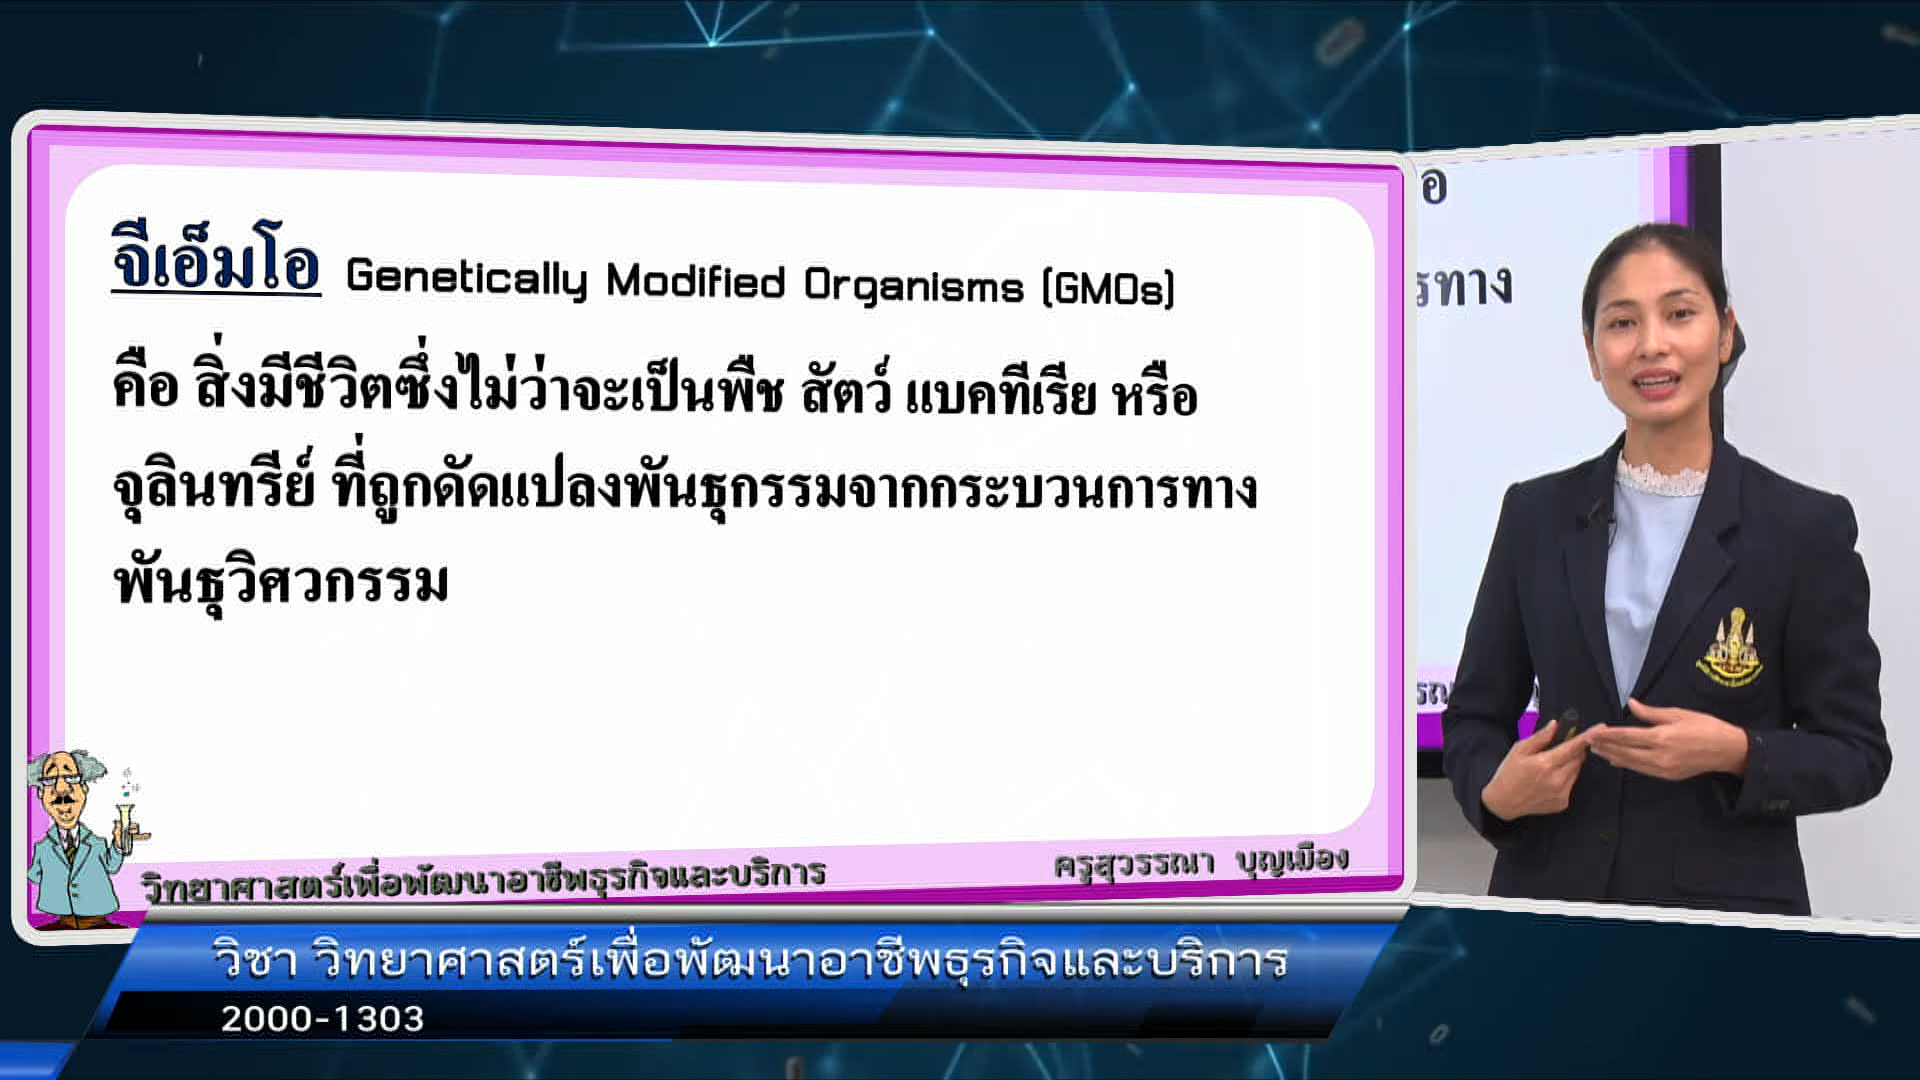 จีเอ็มโอ Genetically Modified Organisms (GMOs)
คือ สิ่งมีชีวิตซึ่งไม่ว่าจะเป็นพืช สัตว์ แบคทีเรีย หรือ
จุลินทรีย์ ที่ถูกดัดแปลงพันธุกรรมจากกระบวนการทาง
พันธุวิศวกรรม
วิทยาศาสตร์เพื่อพัฒนาอาชีพธุรกิจและบริการ ครูสุวรรณา บุญเมือง
อ
รทาง
รณ
วิชา วิทยาศาสตร์เพื่อพัฒนาอาชีพธุรกิจและบริการ
2000-1303